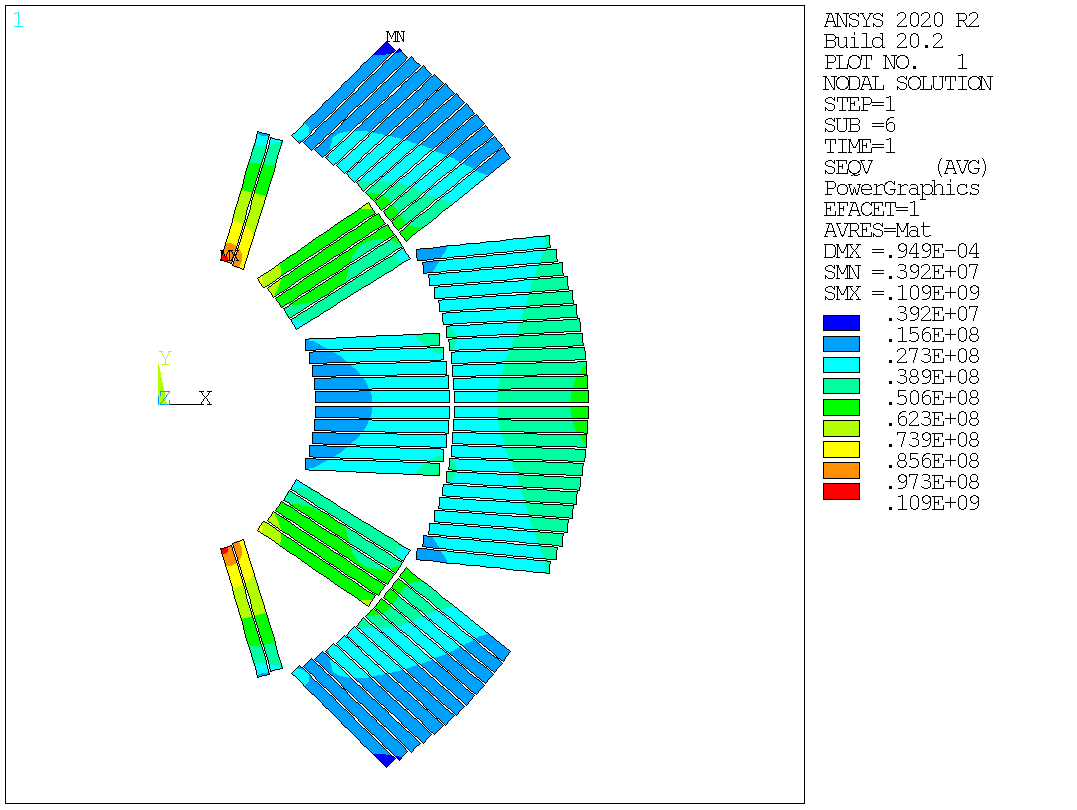 1
MN
MX
Y
Z
X
ANSYS 2020 R2
Build 20.2
PLOT NO.   1
NODAL SOLUTION
STEP=1
SUB =6
TIME=1
SEQV     (AVG)
PowerGraphics
EFACET=1
AVRES=Mat
DMX =.949E-04
SMN =.392E+07
SMX =.109E+09
.392E+07
.156E+08
.273E+08
.389E+08
.506E+08
.623E+08
.739E+08
.856E+08
.973E+08
.109E+09